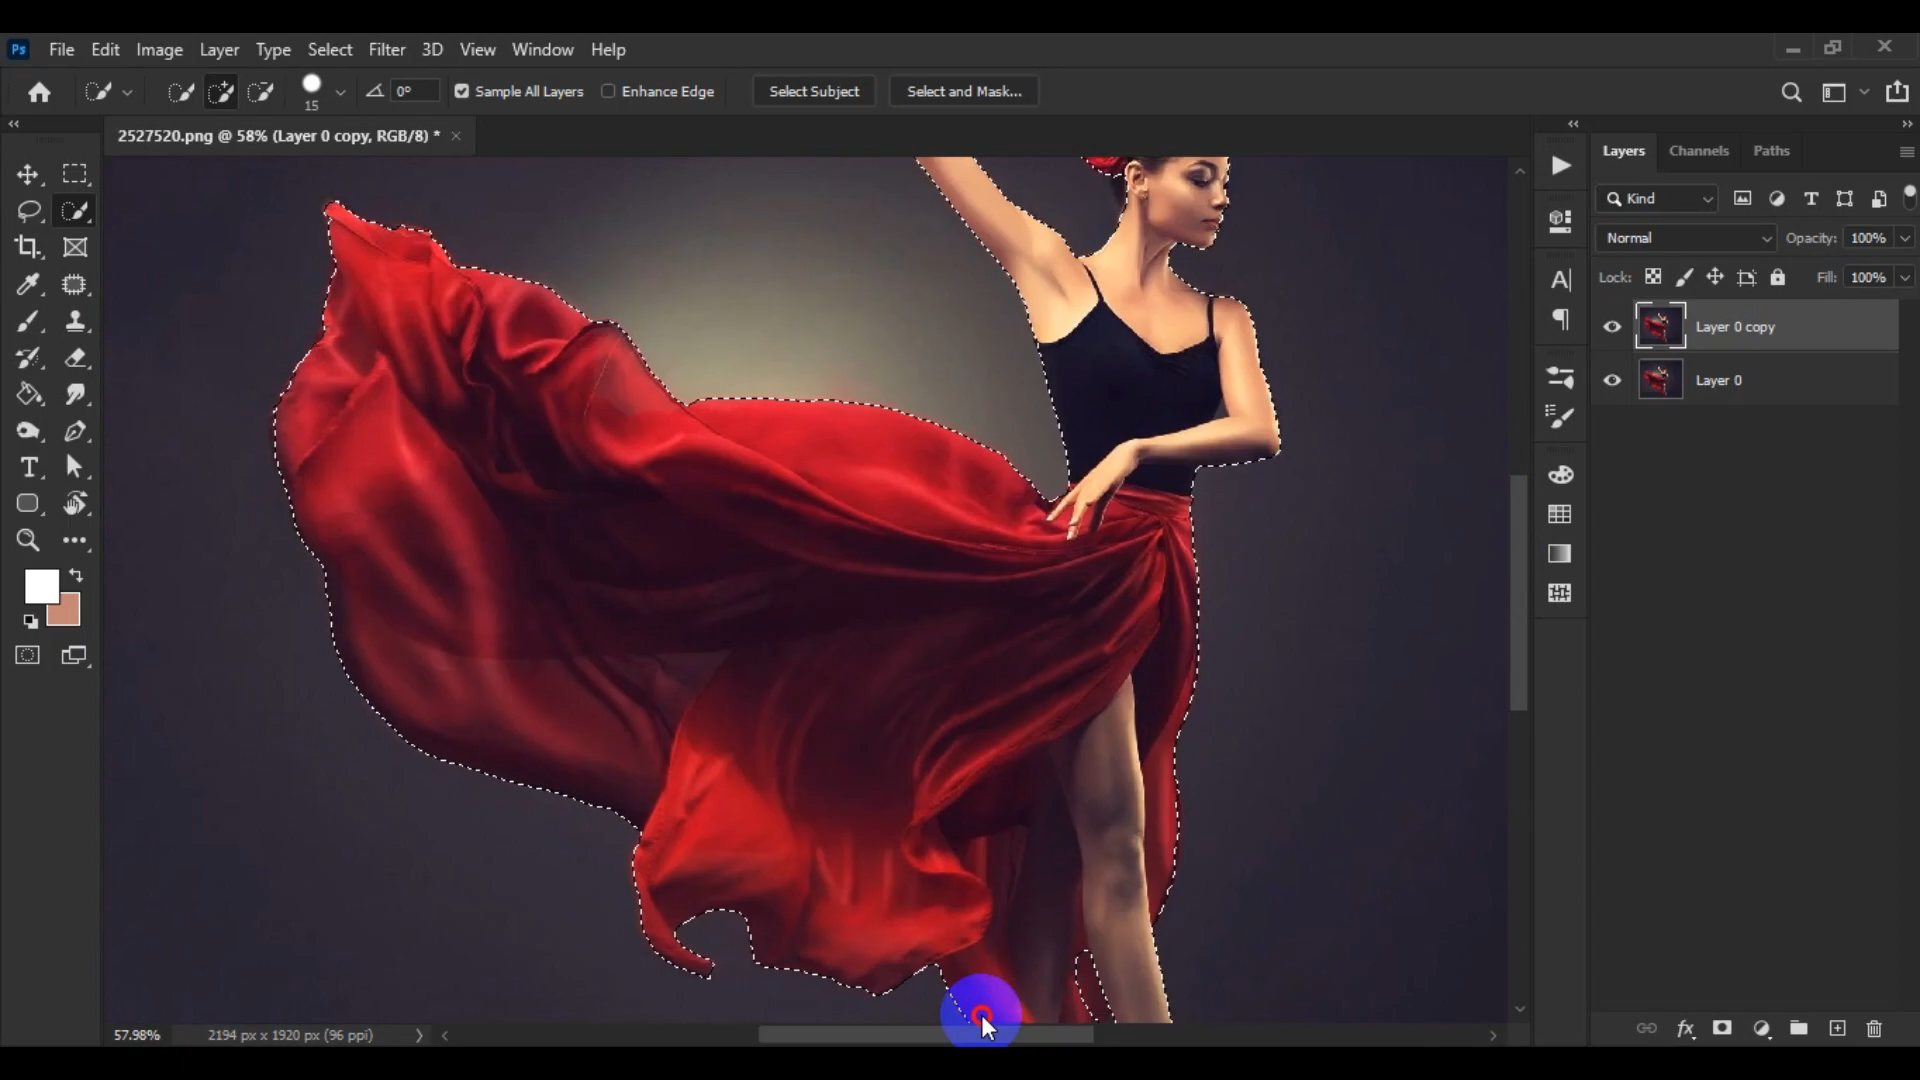 Ps File Edit Image Layer Type Select Filter 3D View Window Help
15 0° Sample All Layers Enhance Edge Select Subject Select and Mask...
2527520.png @ 58% (Layer 0 copy, RGB/8) *
Layers Channels Paths
Kind
Normal Opacity: 100%
Lock: Fill: 100%
Layer 0 copy
Layer 0
57.98% 2194 px x 1920 px (96 ppi)